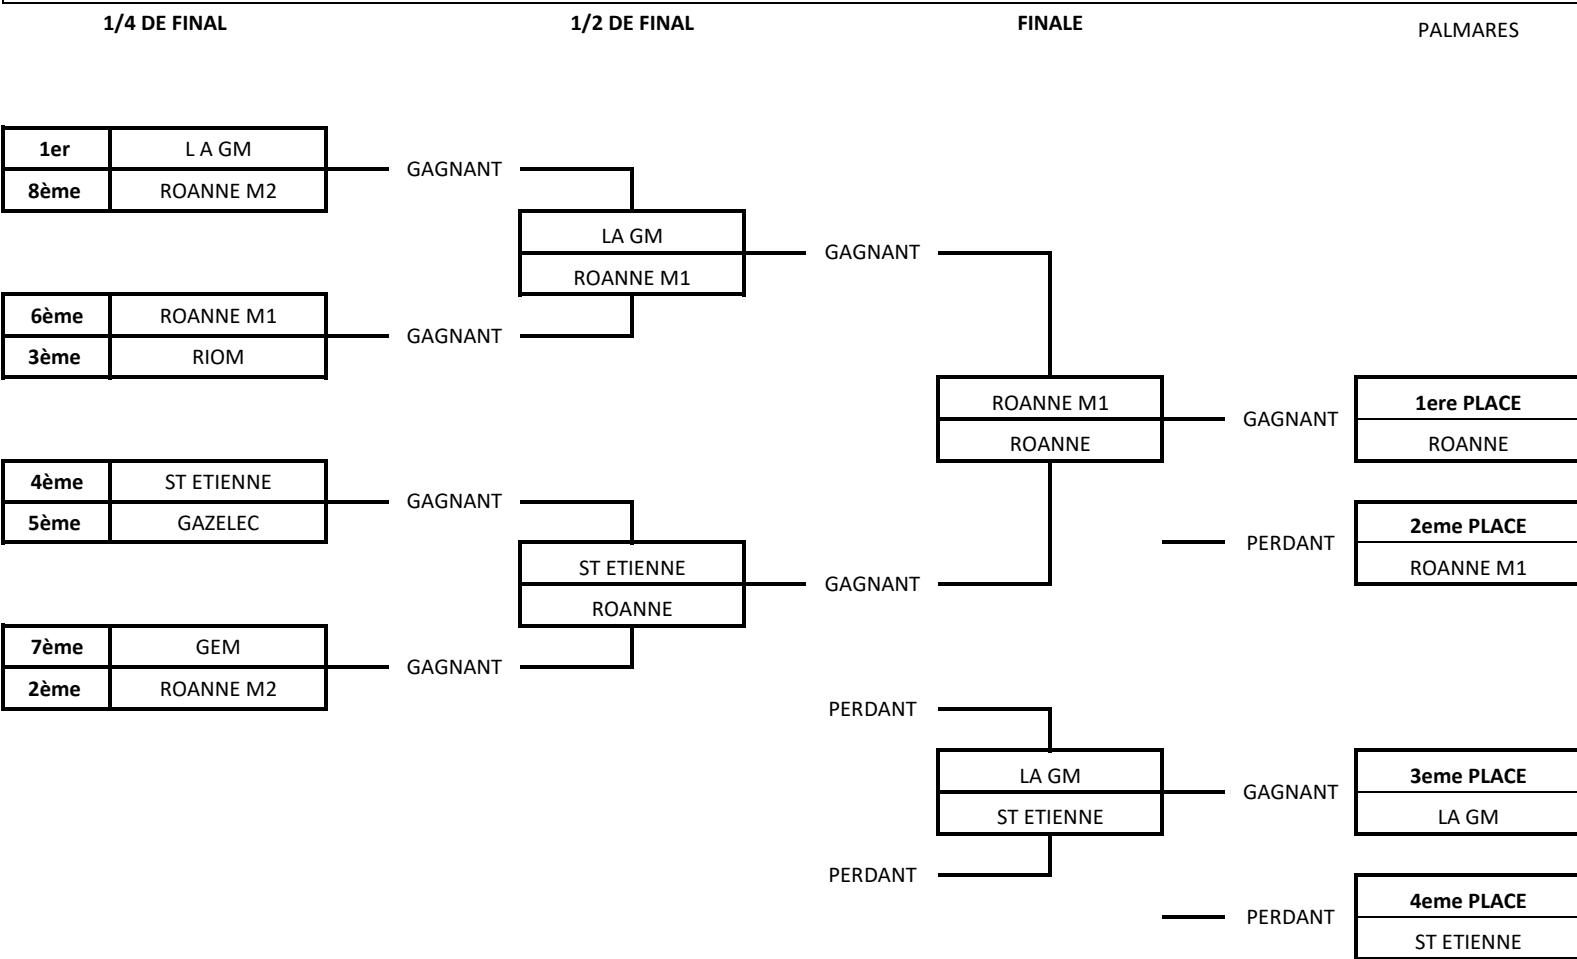 1/4 DE FINAL 1/2 DE FINAL FINALE PALMARES
1er L A GM
GAGNANT
8ème ROANNE M2
LA GM
GAGNANT
ROANNE M1
6ème ROANNE M1
GAGNANT
3ème RIOM
ROANNE M1 1ere PLACE
GAGNANT
ROANNE ROANNE
4ème ST ETIENNE
GAGNANT
5ème GAZELEC 2eme PLACE
PERDANT
ST ETIENNE ROANNE M1
GAGNANT
ROANNE
7ème GEM
GAGNANT
2ème ROANNE M2
PERDANT
LA GM 3eme PLACE
GAGNANT
ST ETIENNE LA GM
PERDANT
4eme PLACE
PERDANT
ST ETIENNE